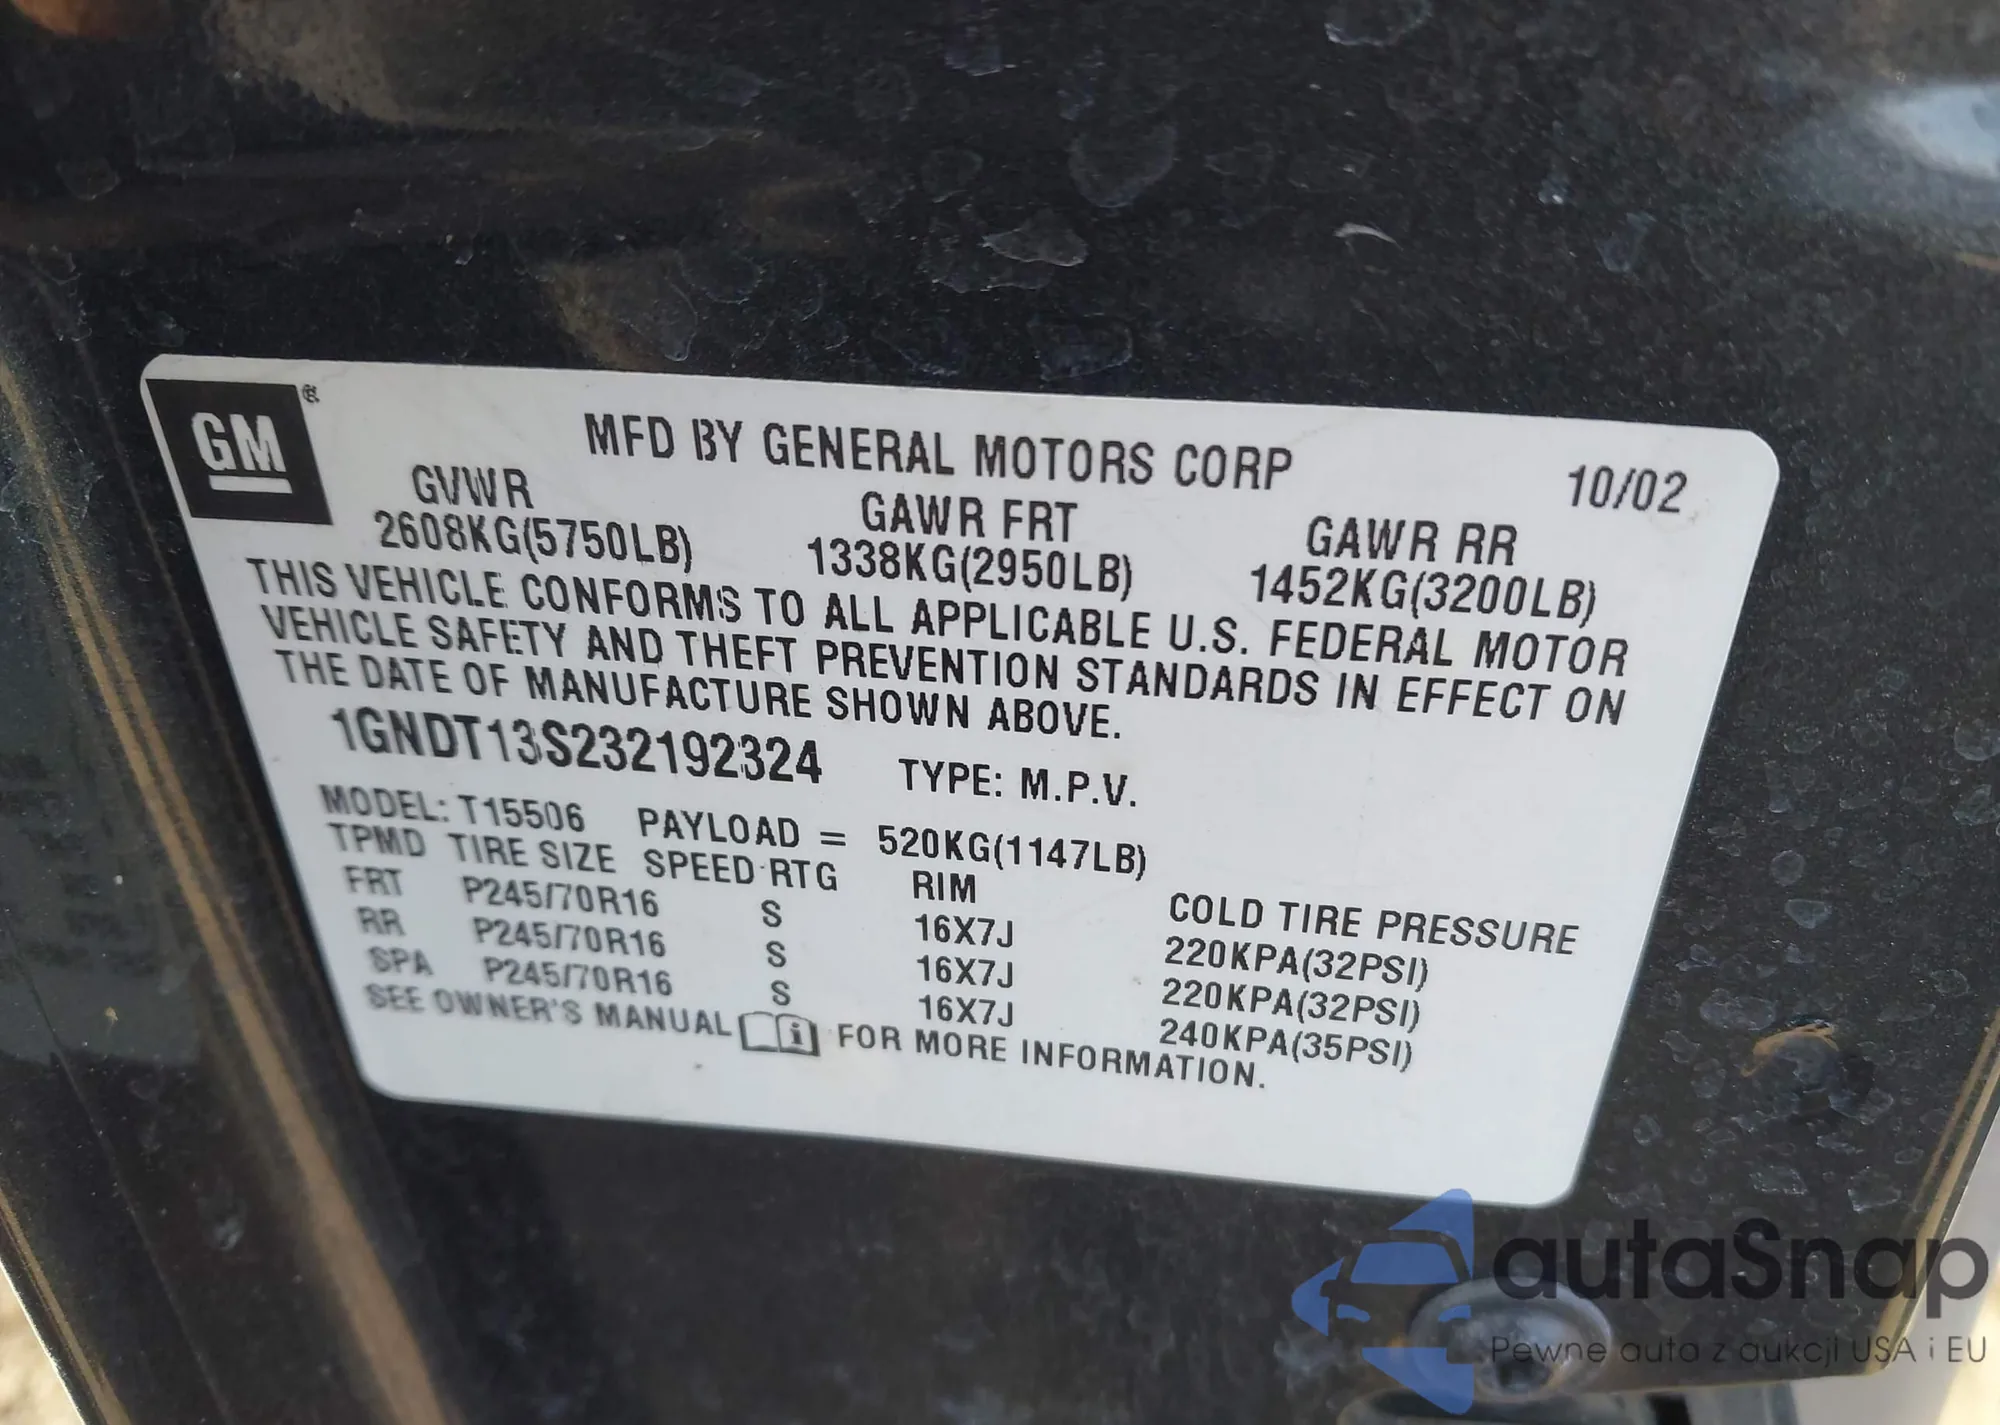 GM®
MFD BY GENERAL MOTORS CORP 10/02
GVWR GAWR FRT GAWR RR
2608KG(5750LB) 1338KG(2950LB) 1452KG(3200LB)
THIS VEHICLE CONFORMS TO ALL APPLICABLE U.S. FEDERAL MOTOR
VEHICLE SAFETY AND THEFT PREVENTION STANDARDS IN EFFECT ON
THE DATE OF MANUFACTURE SHOWN ABOVE.
1GNDT13S232192324 TYPE: M.P.V.
MODEL: T15506 PAYLOAD = 520KG(1147LB)
TPMD TIRE SIZE SPEED RTG RIM COLD TIRE PRESSURE
FRT P245/70R16 S 16X7J 220KPA(32PSI)
RR P245/70R16 S 16X7J 220KPA(32PSI)
SPA P245/70R16 S 16X7J 240KPA(35PSI)
SEE OWNER'S MANUAL i FOR MORE INFORMATION.
autaSnap
Pewne auta z aukcji USA i EU